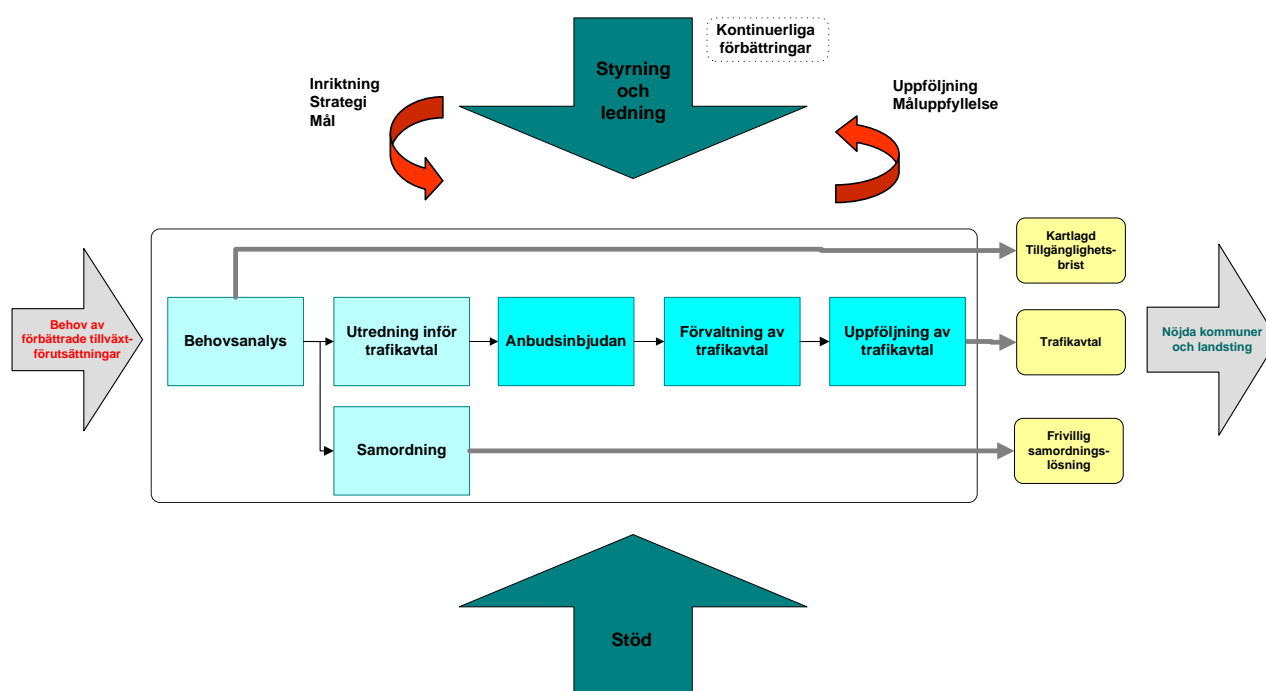 Kontinuerliga
förbättringar
Styrning
och
ledning
Inriktning
Strategi
Mål
Uppföljning
Måluppfyllelse
Kartlagd
Tillgänglighets-
brist
Behov av
förbättrade tillväxt-
förutsättningar
Behovsanalys
Utredning inför
trafikavtal
Anbudsinbjudan
Förvaltning av
trafikavtal
Uppföljning av
trafikavtal
Trafikavtal
Nöjda kommuner
och landsting
Samordning
Frivillig
samordnings-
lösning
Stöd